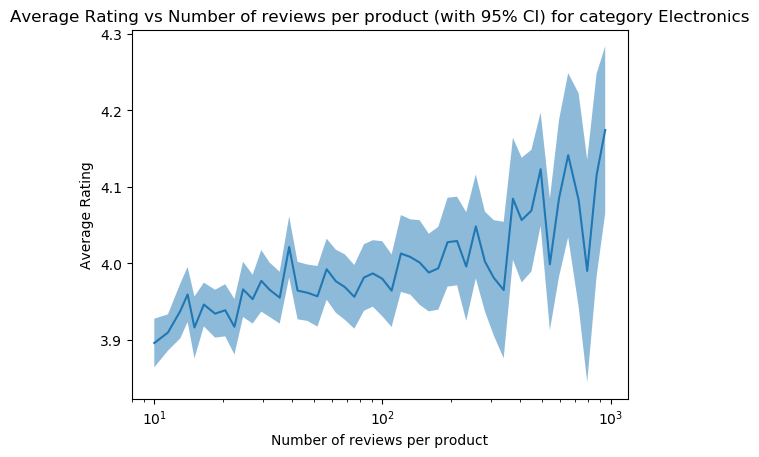 Average Rating vs Number of reviews per product (with 95% CI) for category Electronics
4.3
4.2
4.1
4.0
3.9
Average Rating
10¹ 10² 10³
Number of reviews per product